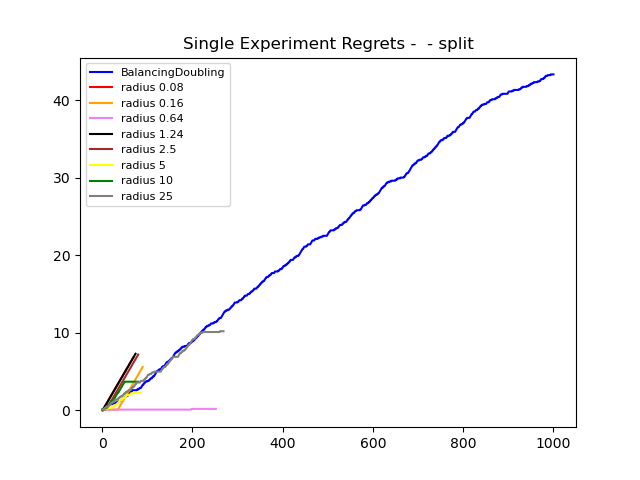 Single Experiment Regrets -  - split
BalancingDoubling
radius 0.08
radius 0.16
radius 0.64
radius 1.24
radius 2.5
radius 5
radius 10
radius 25
40
30
20
10
0
0 200 400 600 800 1000